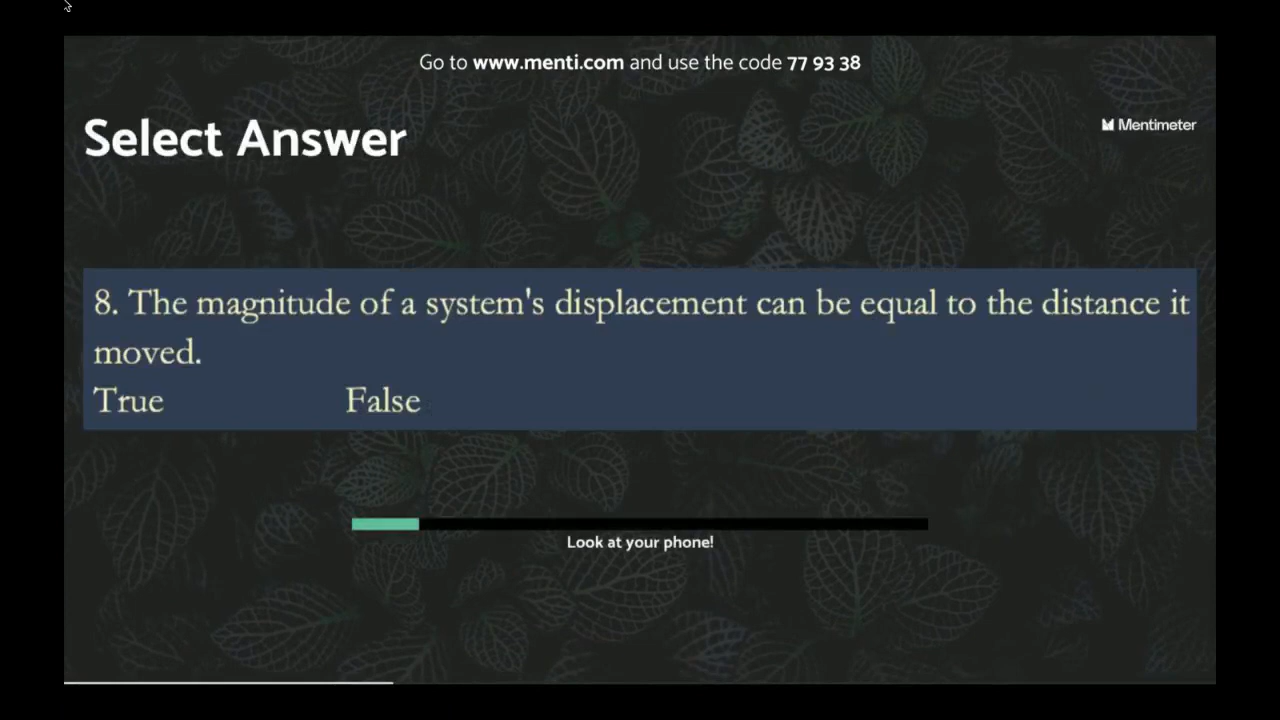 Go to www.menti.com and use the code 77 93 38
Select Answer
Mentimeter
8. The magnitude of a system's displacement can be equal to the distance it
moved.
True False
Look at your phone!